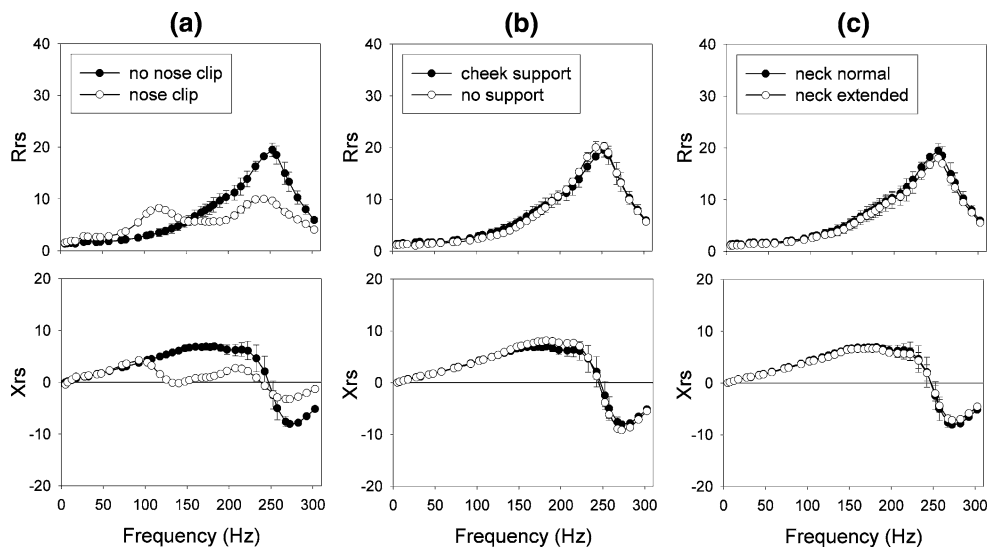 (a) (b) (c)
40 40 40
no nose clip cheek support neck normal
30 nose clip 30 no support 30 neck extended
Rrs 20 Rrs 20 Rrs 20
10 10 10
0 0 0
20 20 20
10 10 10
Xrs 0 Xrs 0 Xrs 0
-10 -10 -10
-20 -20 -20
0 50 100 150 200 250 300 0 50 100 150 200 250 300 0 50 100 150 200 250 300
Frequency (Hz) Frequency (Hz) Frequency (Hz)